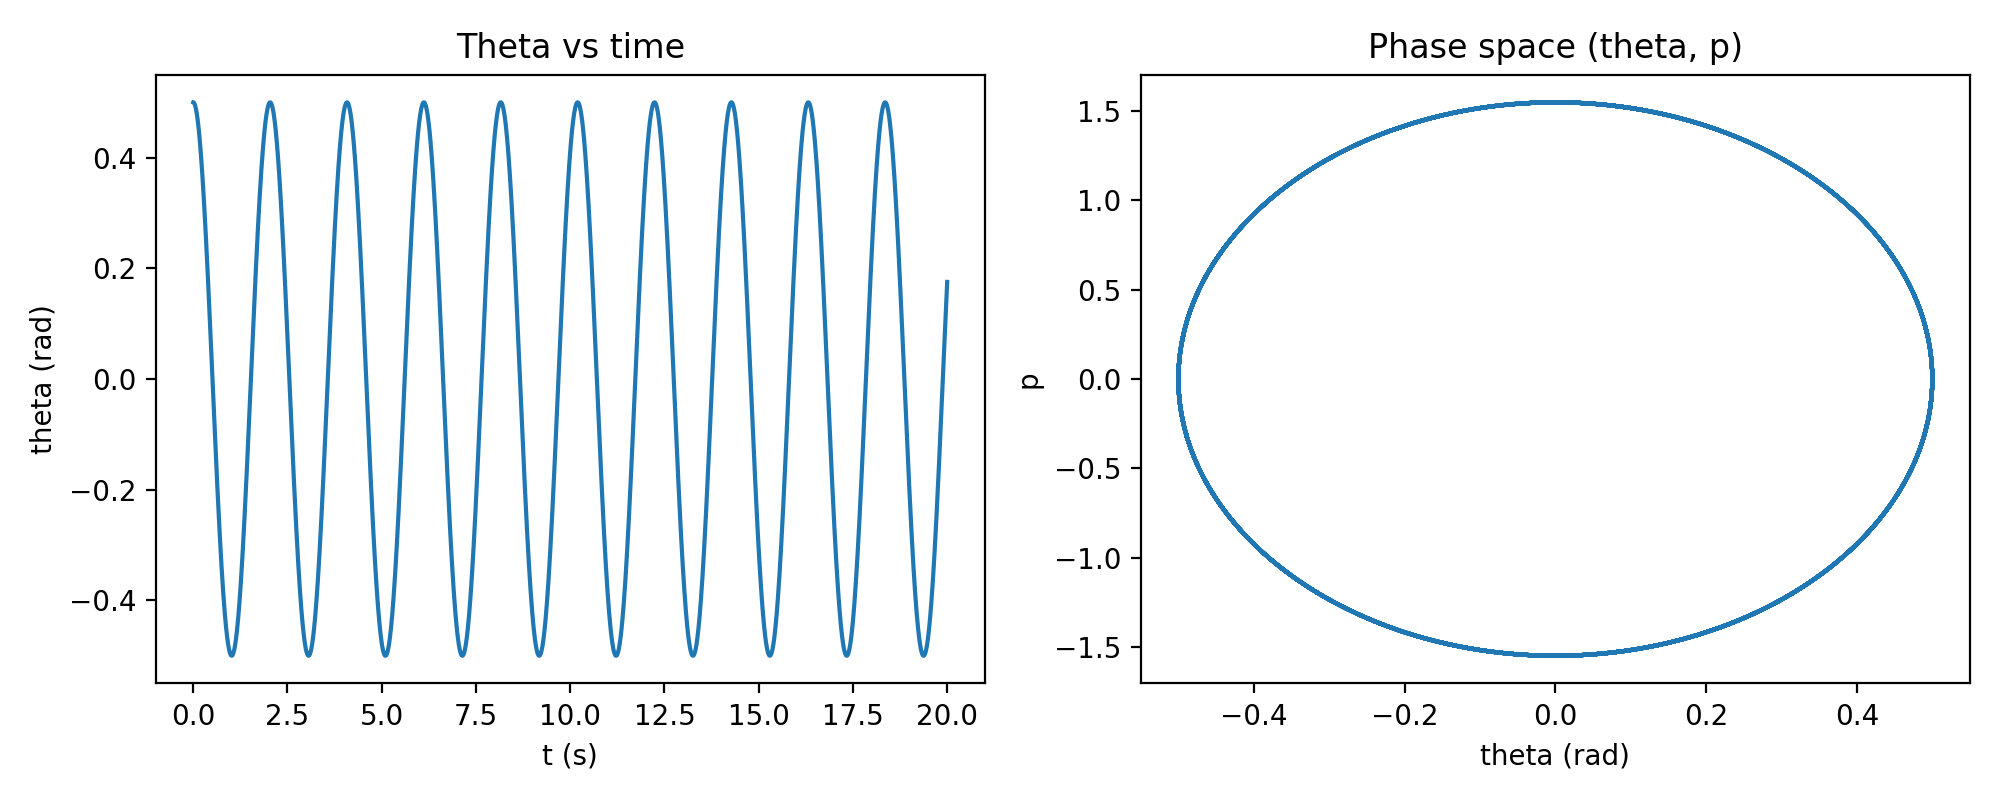 Theta vs time
theta (rad)
0.4
0.2
0.0
−0.2
−0.4
0.0 2.5 5.0 7.5 10.0 12.5 15.0 17.5 20.0
t (s)
Phase space (theta, p)
p
1.5
1.0
0.5
0.0
−0.5
−1.0
−1.5
−0.4 −0.2 0.0 0.2 0.4
theta (rad)